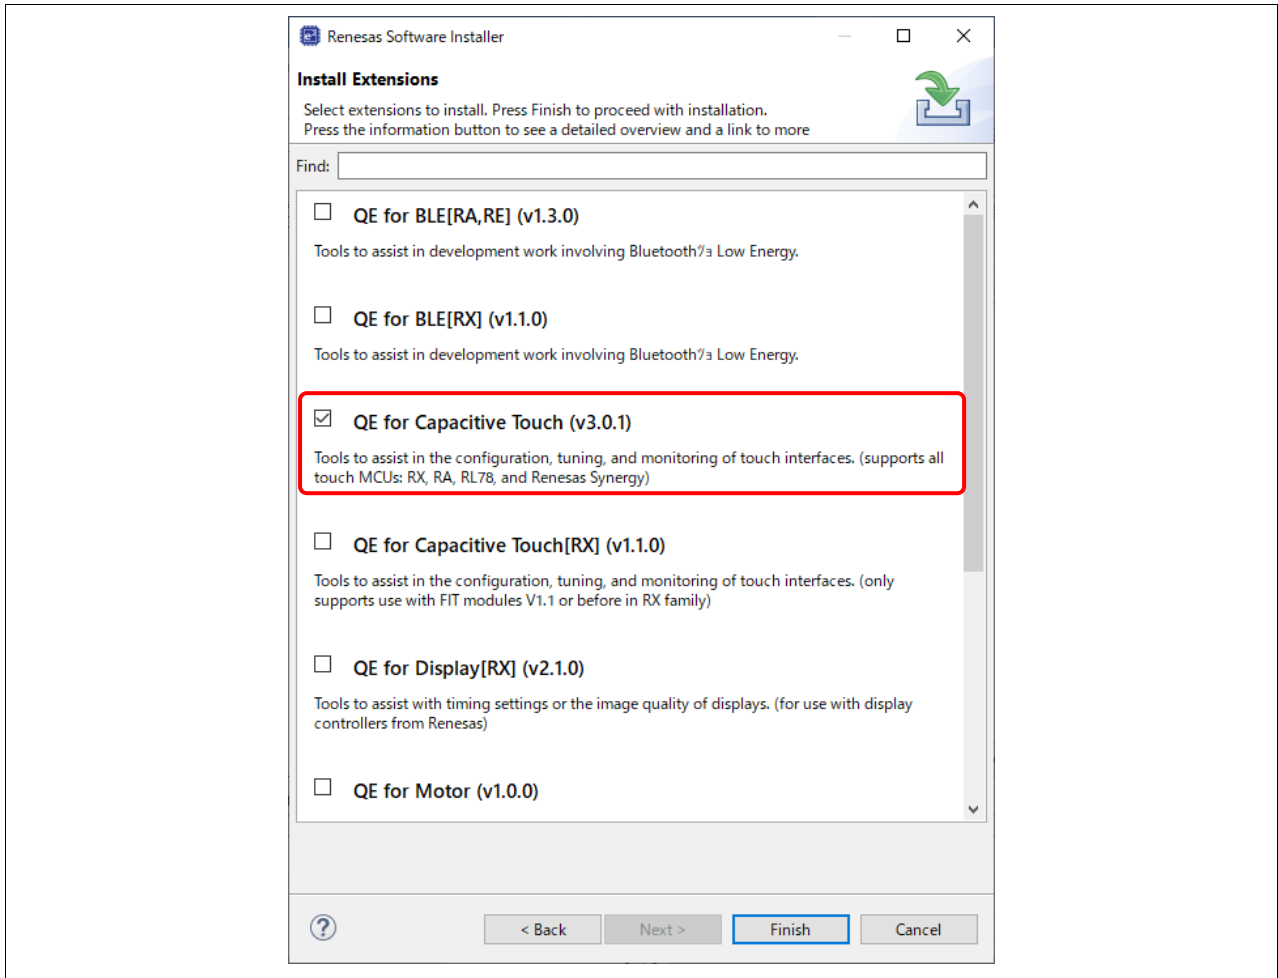 Renesas Software Installer
Install Extensions
Select extensions to install. Press Finish to proceed with installation.
Press the information button to see a detailed overview and a link to more
Find:
QE for BLE[RA,RE] (v1.3.0)
Tools to assist in development work involving Bluetoothｯｮ Low Energy.
QE for BLE[RX] (v1.1.0)
Tools to assist in development work involving Bluetoothｯｮ Low Energy.
QE for Capacitive Touch (v3.0.1)
Tools to assist in the configuration, tuning, and monitoring of touch interfaces. (supports all
touch MCUs: RX, RA, RL78, and Renesas Synergy)
QE for Capacitive Touch[RX] (v1.1.0)
Tools to assist in the configuration, tuning, and monitoring of touch interfaces. (only
supports use with FIT modules V1.1 or before in RX family)
QE for Display[RX] (v2.1.0)
Tools to assist with timing settings or the image quality of displays. (for use with display
controllers from Renesas)
QE for Motor (v1.0.0)
< Back Next > Finish Cancel